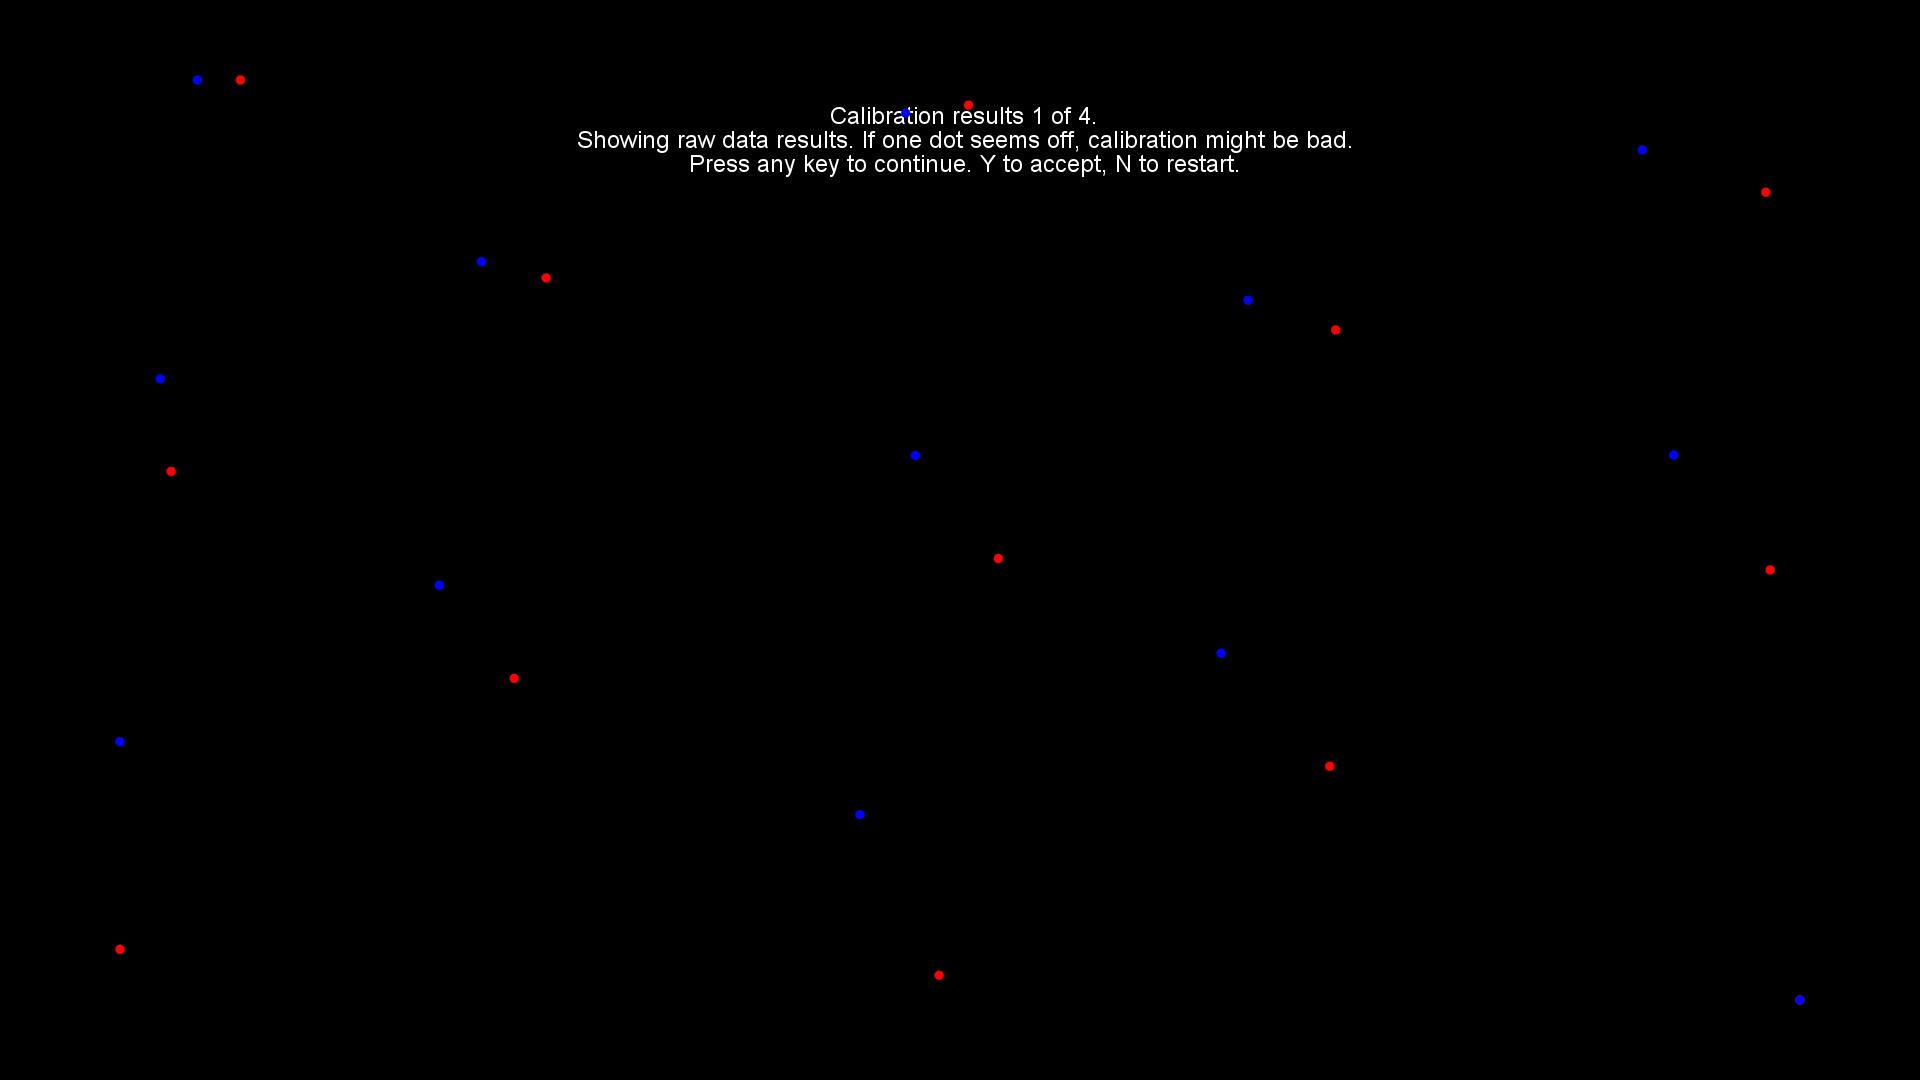 Calibration results 1 of 4.
Showing raw data results. If one dot seems off, calibration might be bad.
Press any key to continue. Y to accept, N to restart.